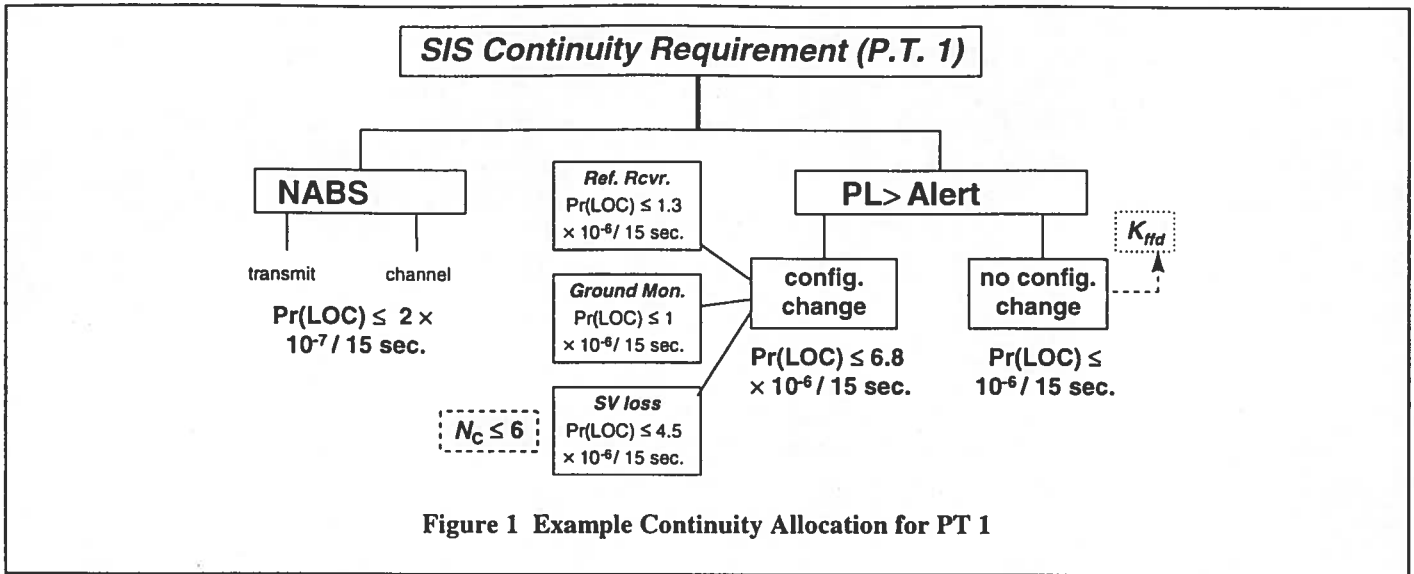 SIS Continuity Requirement (P.T. 1)
NABS
transmit
channel
Pr(LOC) ≤ 2 ×
10⁻⁷ / 15 sec.
Ref. Rcvr.
Pr(LOC) ≤ 1.3
× 10⁻⁶/ 15 sec.
Ground Mon.
Pr(LOC) ≤ 1
× 10⁻⁶/ 15 sec.
SV loss
Pr(LOC) ≤ 4.5
× 10⁻⁶/ 15 sec.
N_C ≤ 6
PL> Alert
config.
change
Pr(LOC) ≤ 6.8
× 10⁻⁶ / 15 sec.
no config.
change
Pr(LOC) ≤
10⁻⁶ / 15 sec.
K_ffd
Figure 1 Example Continuity Allocation for PT 1